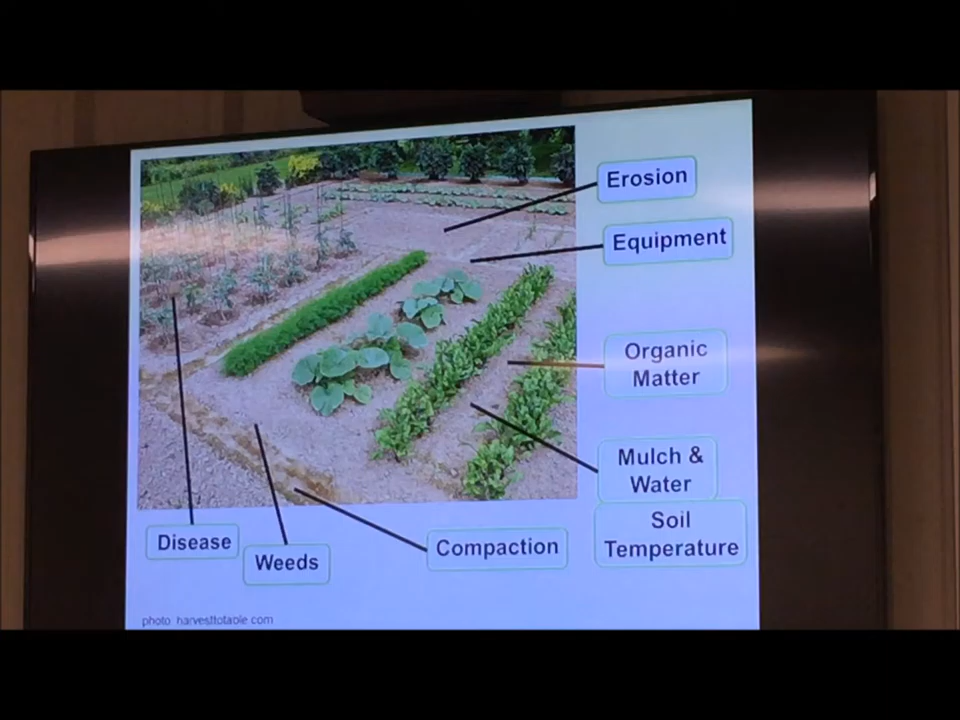 Erosion
Equipment
Organic
Matter
Mulch &
Water
Soil
Temperature
Disease
Weeds
Compaction
photo harvesttotable.com